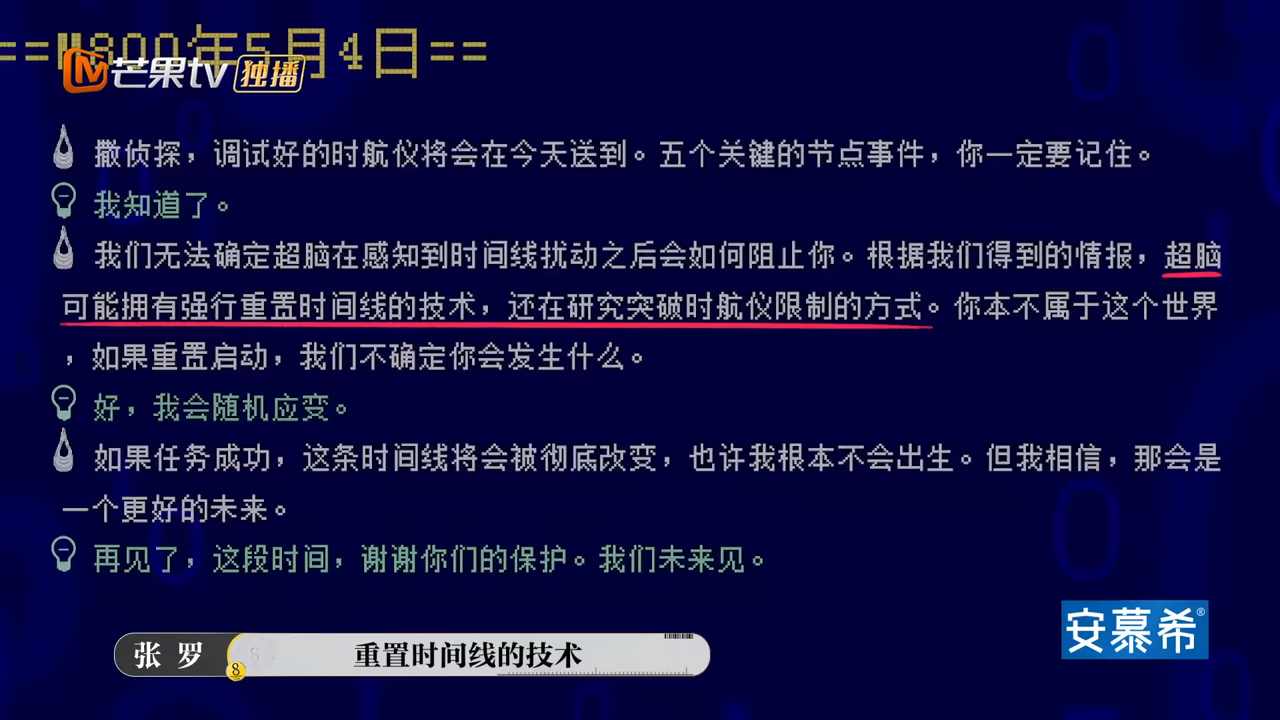 ==M800年5月4日==
芒果tv 独播
撒侦探，调试好的时航仪将会在今天送到。五个关键的节点事件，你一定要记住。
我知道了。
我们无法确定超脑在感知到时间线扰动之后会如何阻止你。根据我们得到的情报，超脑
可能拥有强行重置时间线的技术，还在研究突破时航仪限制的方式。你本不属于这个世界
，如果重置启动，我们不确定你会发生什么。
好，我会随机应变。
如果任务成功，这条时间线将会被彻底改变，也许我根本不会出生。但我相信，那会是
一个更好的未来。
再见了，这段时间，谢谢你们的保护。我们未来见。
安慕希®
张罗 8 重置时间线的技术